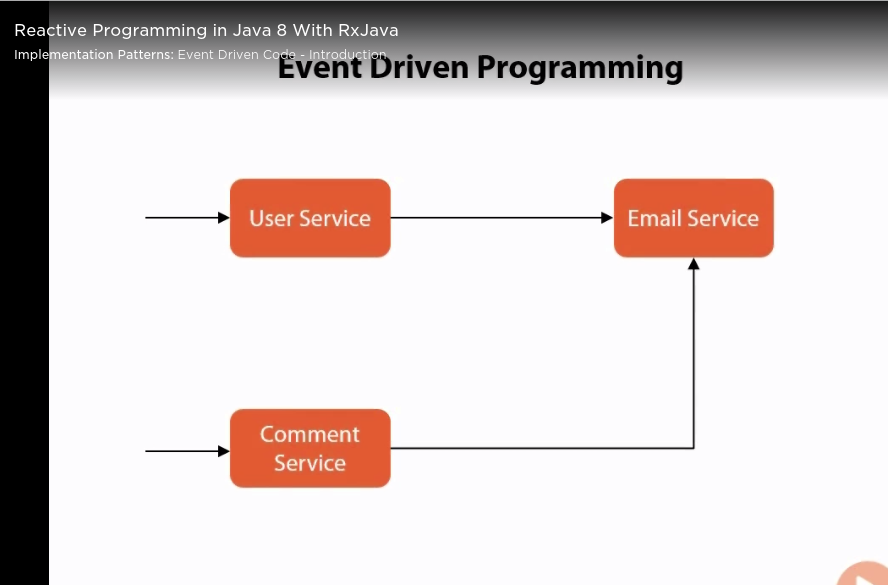 Reactive Programming in Java 8 With RxJava
Implementation Patterns: Event Driven Code - Introduction
Event Driven Programming
User Service
Email Service
Comment
Service